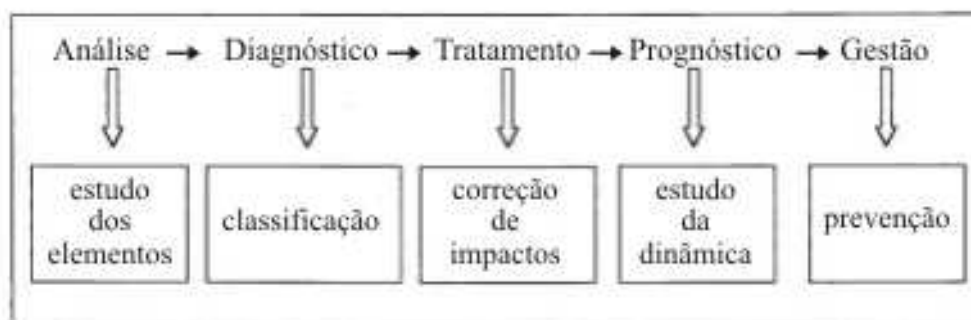 Análise → Diagnóstico → Tratamento → Prognóstico → Gestão
estudo
dos
elementos
classificação
correção
de
impactos
estudo
da
dinâmica
prevenção